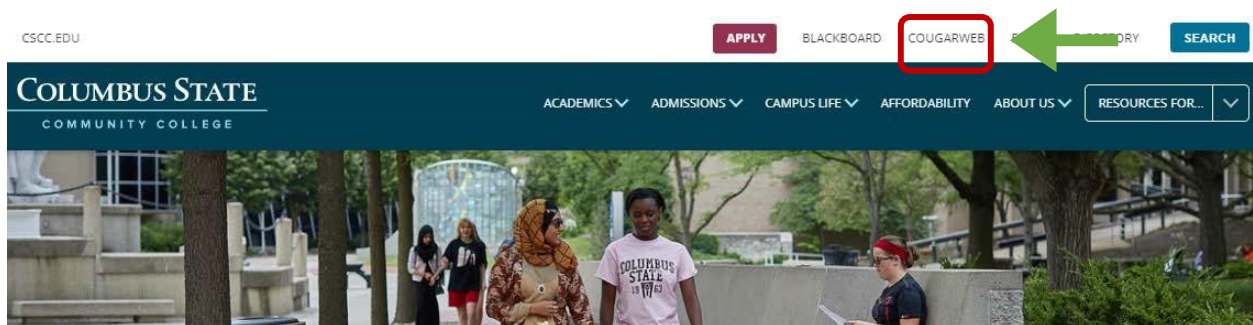 CSCC.EDU APPLY BLACKBOARD COUGARWEB SEARCH
COLUMBUS STATE
COMMUNITY COLLEGE
ACADEMICS ADMISSIONS CAMPUS LIFE AFFORDABILITY ABOUT US RESOURCES FOR...
COLUMBUS
STATE
19 63